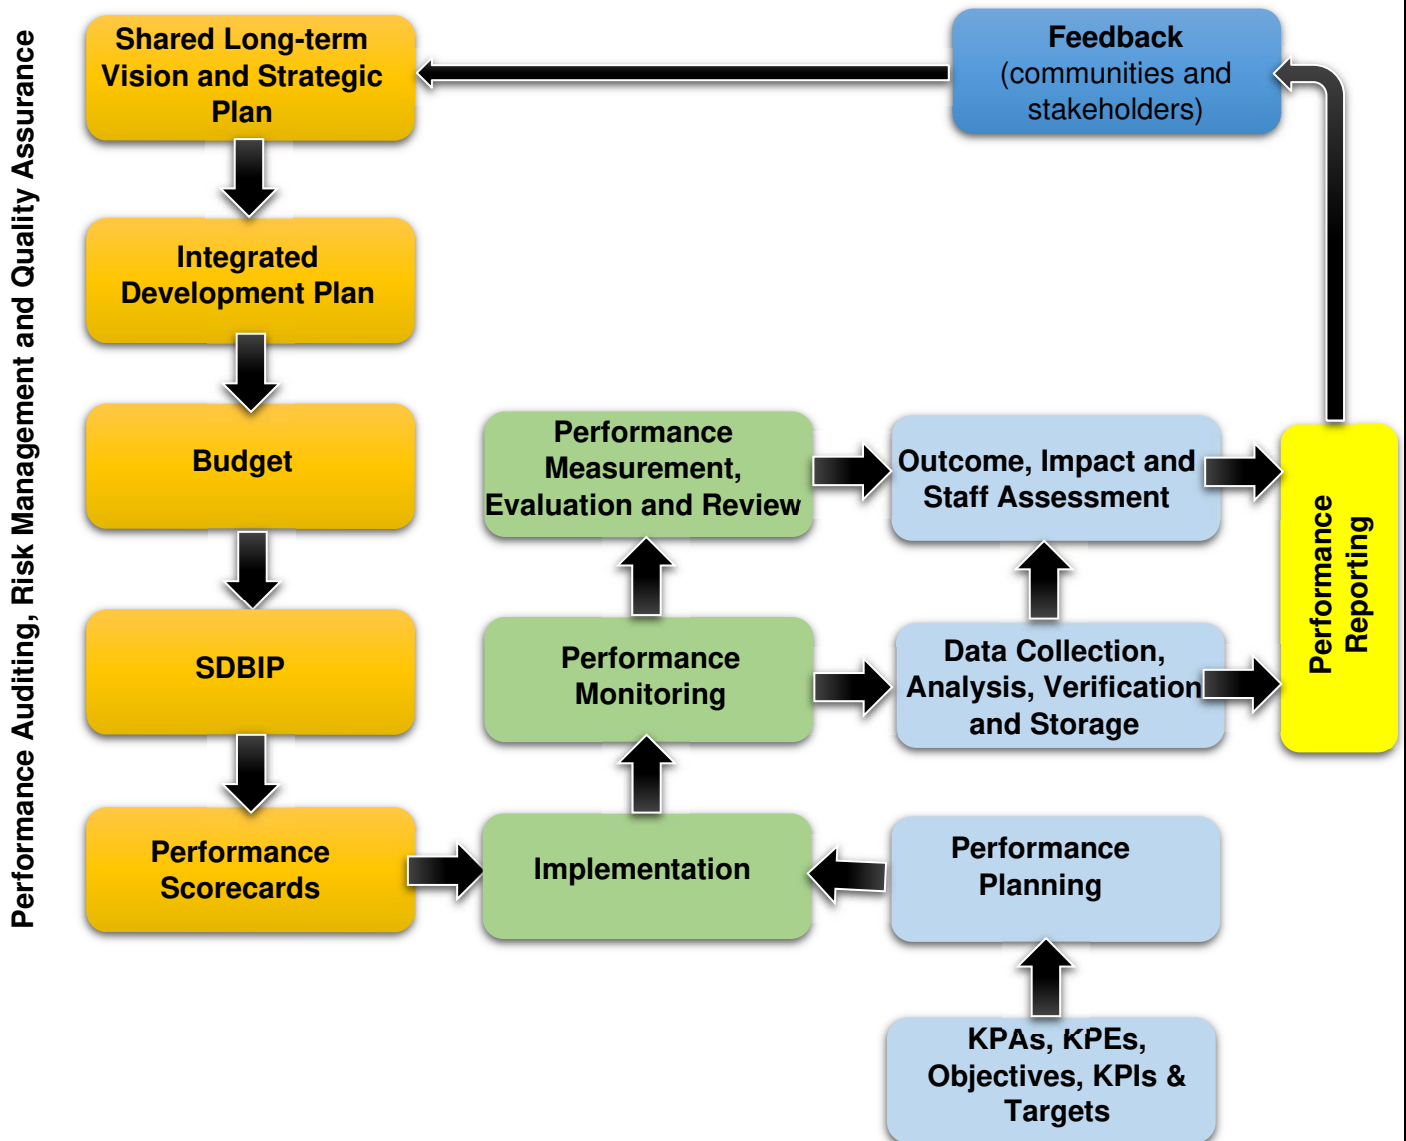 Performance Auditing, Risk Management and Quality Assurance
Shared Long-term
Vision and Strategic
Plan
Feedback
(communities and
stakeholders)
Integrated
Development Plan
Budget
Performance
Measurement,
Evaluation and Review
Outcome, Impact and
Staff Assessment
Performance
Reporting
SDBIP
Performance
Monitoring
Data Collection,
Analysis, Verification
and Storage
Performance
Scorecards
Implementation
Performance
Planning
KPAs, KPEs,
Objectives, KPIs &
Targets